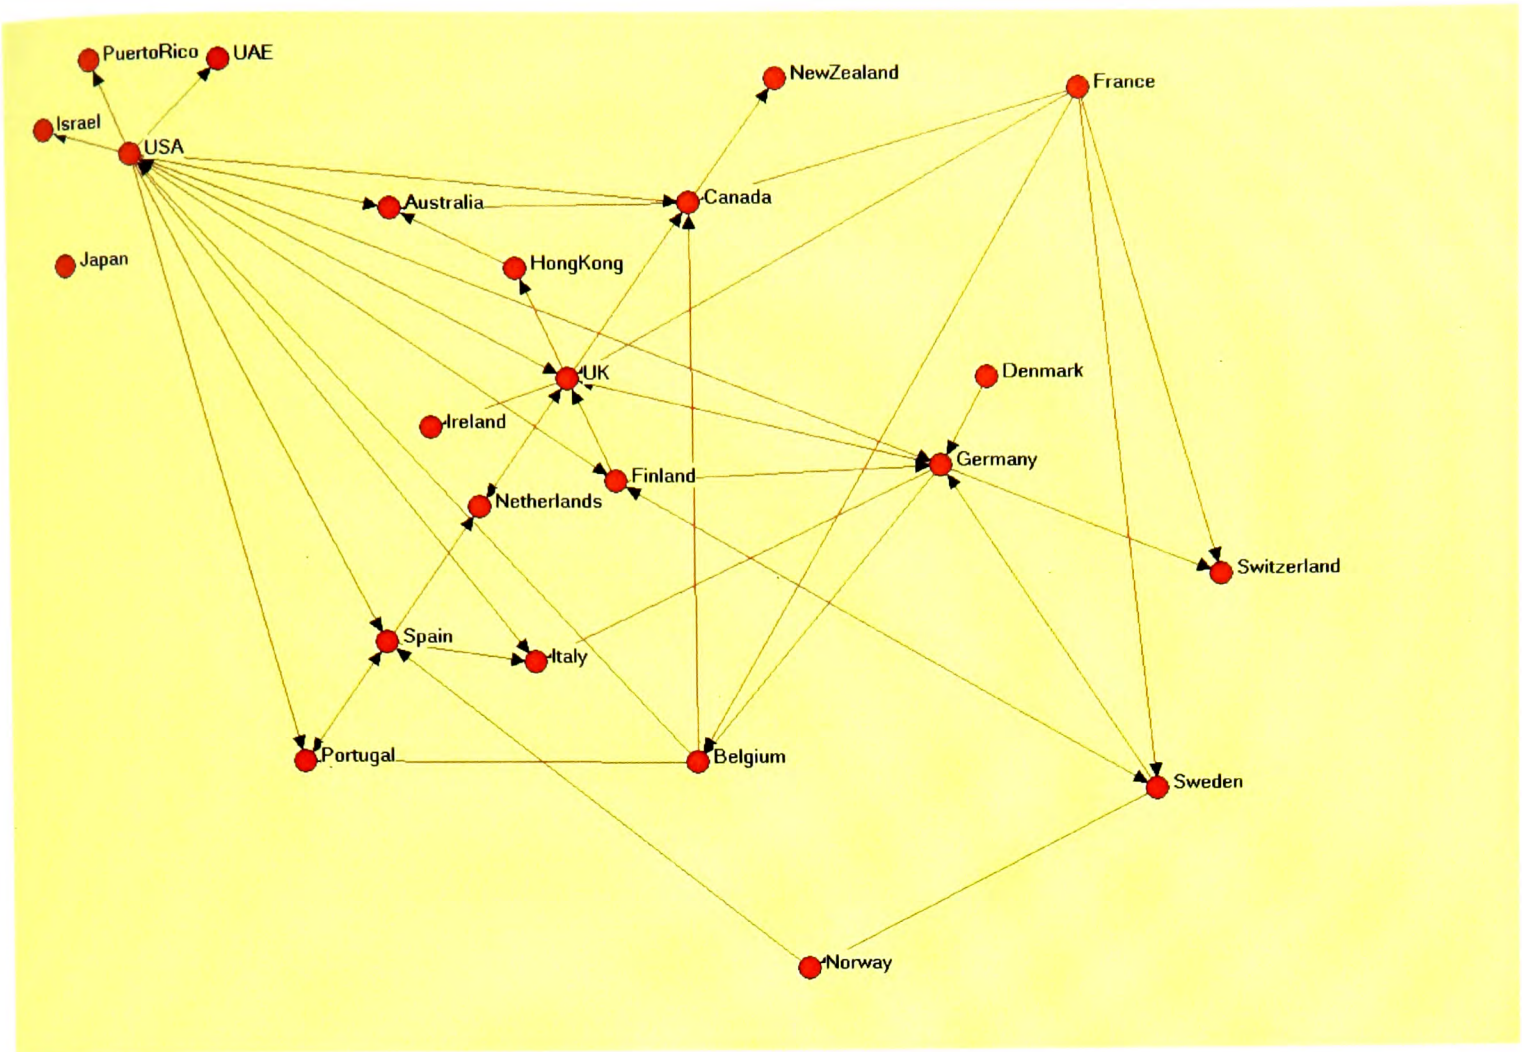 PuertoRico
UAE
NewZealand
France
Israel
USA
Australia
Canada
Japan
HongKong
UK
Denmark
Ireland
Germany
Finland
Netherlands
Switzerland
Spain
Italy
Portugal
Belgium
Sweden
Norway